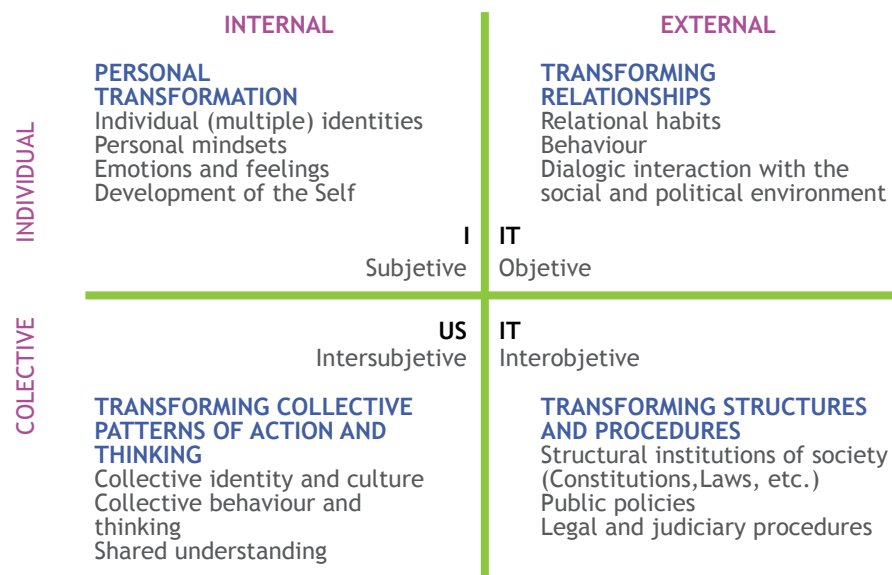 INTERNAL
EXTERNAL
INDIVIDUAL
PERSONAL
TRANSFORMATION
Individual (multiple) identities
Personal mindsets
Emotions and feelings
Development of the Self
TRANSFORMING
RELATIONSHIPS
Relational habits
Behaviour
Dialogic interaction with the
social and political environment
I
Subjetive
IT
Objetive
COLECTIVE
US
Intersubjetive
IT
Interobjetive
TRANSFORMING COLLECTIVE
PATTERNS OF ACTION AND
THINKING
Collective identity and culture
Collective behaviour and
thinking
Shared understanding
TRANSFORMING STRUCTURES
AND PROCEDURES
Structural institutions of society
(Constitutions,Laws, etc.)
Public policies
Legal and judiciary procedures